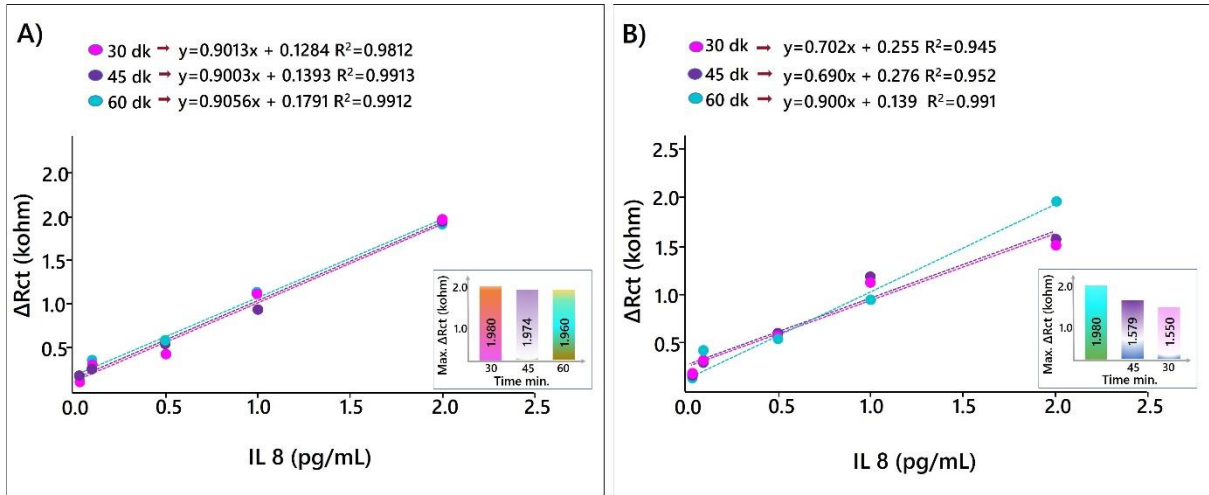 A)
30 dk → y=0.9013x + 0.1284 R²=0.9812
45 dk → y=0.9003x + 0.1393 R²=0.9913
60 dk → y=0.9056x + 0.1791 R²=0.9912
ΔRct (kohm)
2.0
2.0
1.5
1.0
0.5
0.0 0.5 1.0 2.0 2.5
IL 8 (pg/mL)
Max. ΔRct (kohm)
2.0
1.0
1.980 1.974 1.960
30 45 60
Time min.
B)
30 dk → y=0.702x + 0.255 R²=0.945
45 dk → y=0.690x + 0.276 R²=0.952
60 dk → y=0.900x + 0.139 R²=0.991
ΔRct (kohm)
2.5
2.0
1.5
1.0
0.5
0.0 0.5 1.0 1.5 2.0 2.5
IL 8 (pg/mL)
Max. ΔRct (kohm)
2.0
1.0
1.980 1.579 1.550
45 30
Time min.